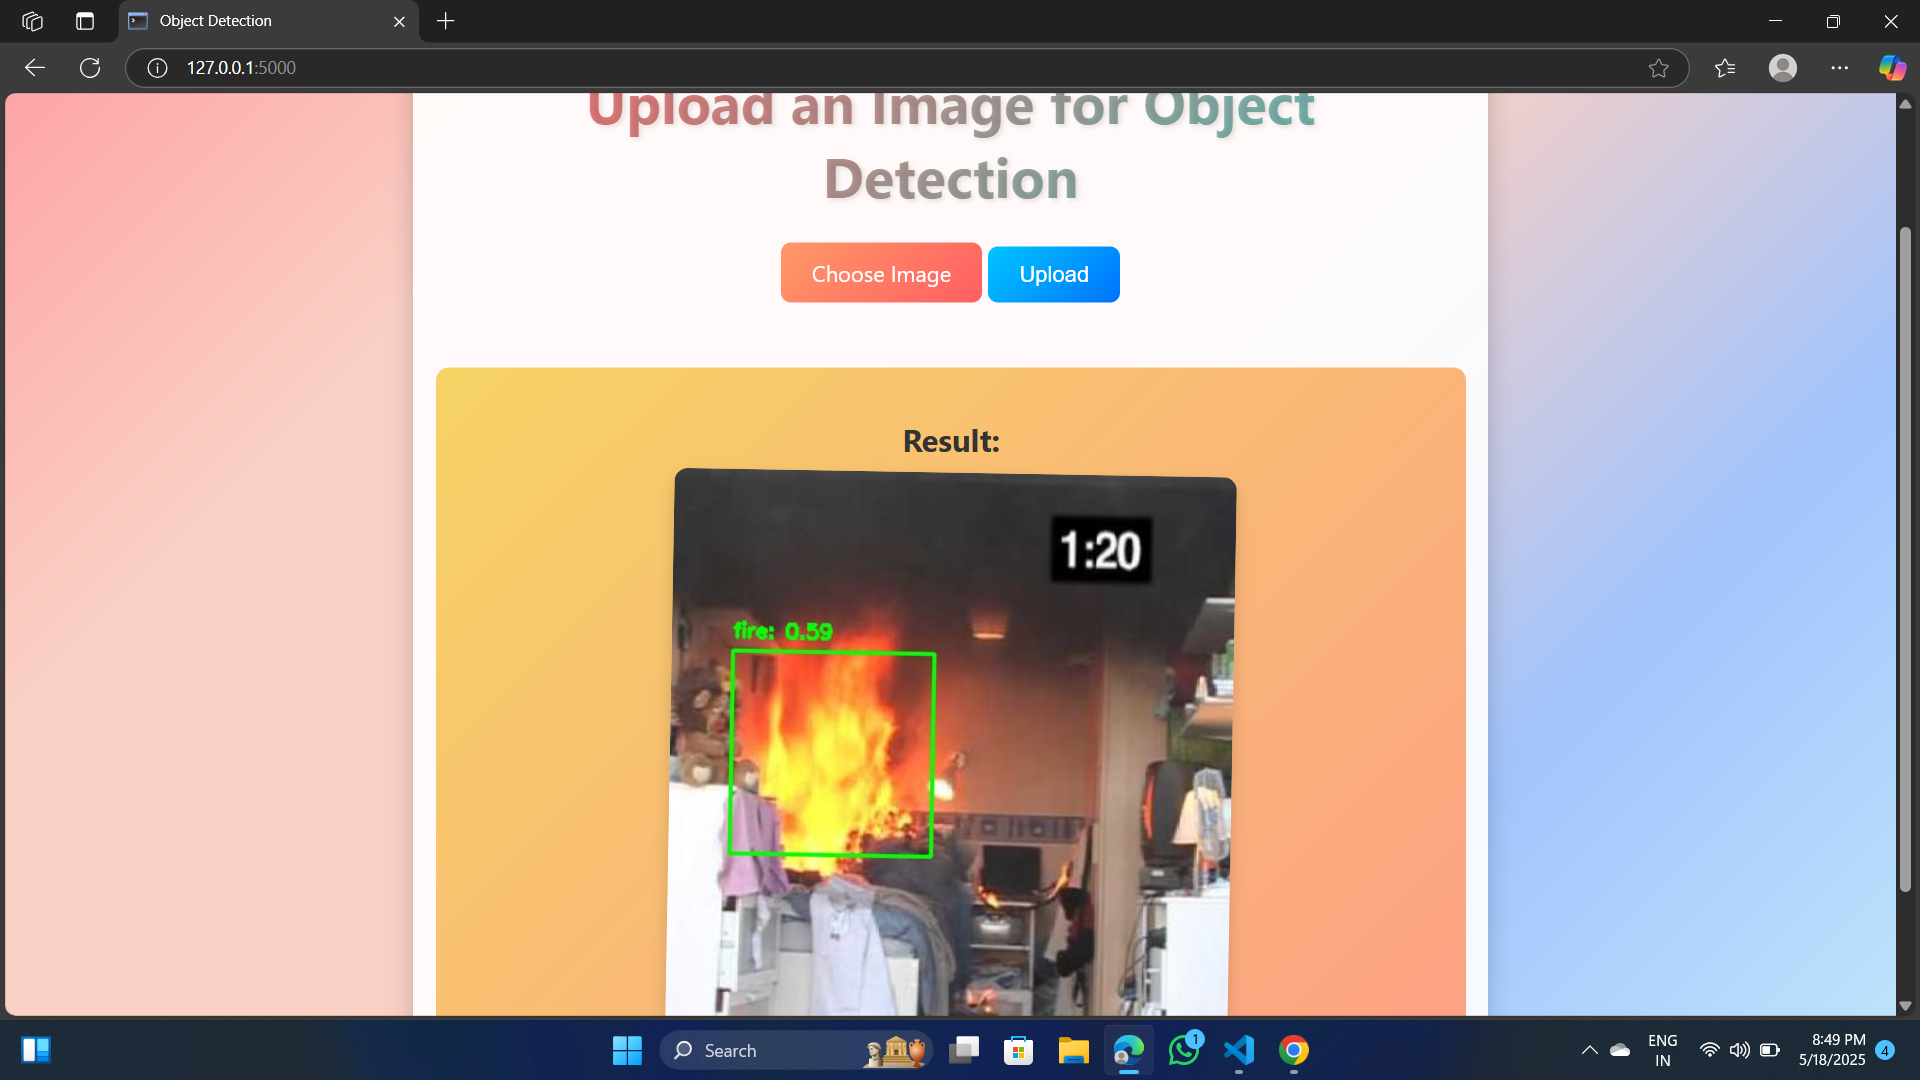 Object Detection
127.0.0.1:5000
Upload an Image for Object
Detection
Choose Image
Upload
Result:
1:20
fire: 0.59
Search
1
ENG
IN
8:49 PM
5/18/2025
4